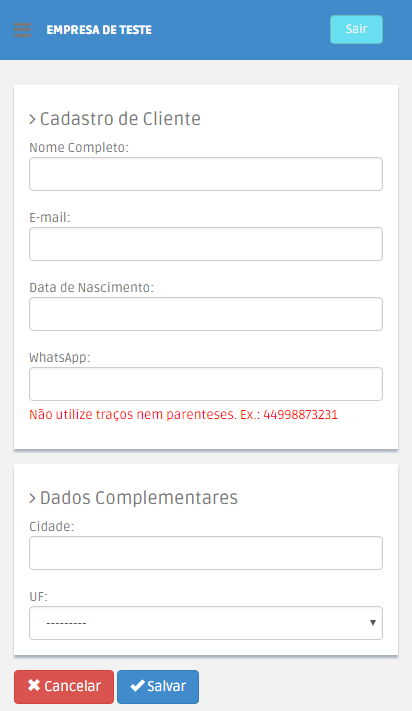 EMPRESA DE TESTE
Sair
Cadastro de Cliente
Nome Completo:
E-mail:
Data de Nascimento:
WhatsApp:
Não utilize traços nem parenteses. Ex.: 44998873231
Dados Complementares
Cidade:
UF:
---------
Cancelar
Salvar